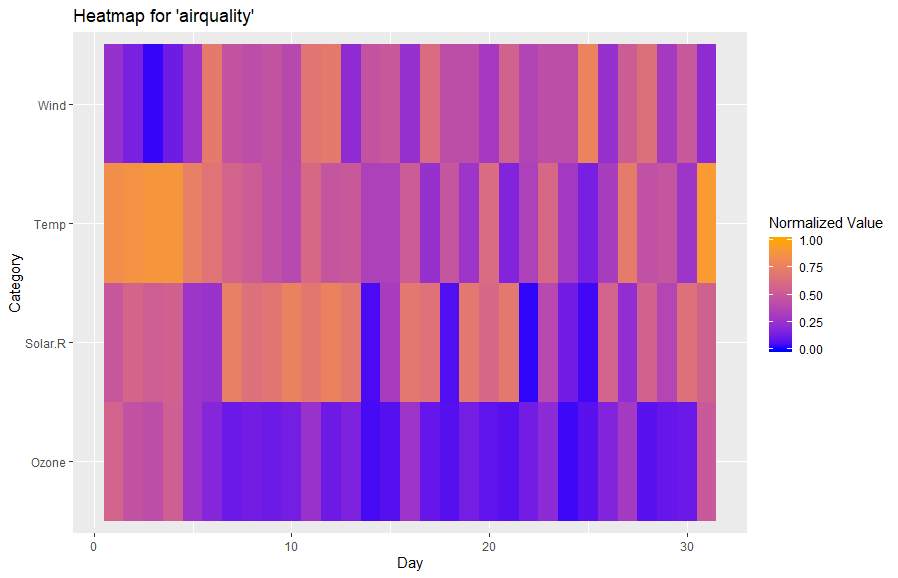 Heatmap for 'airquality'
Category
Wind
Temp
Solar.R
Ozone
0
10
20
30
Day
Normalized Value
1.00
0.75
0.50
0.25
0.00